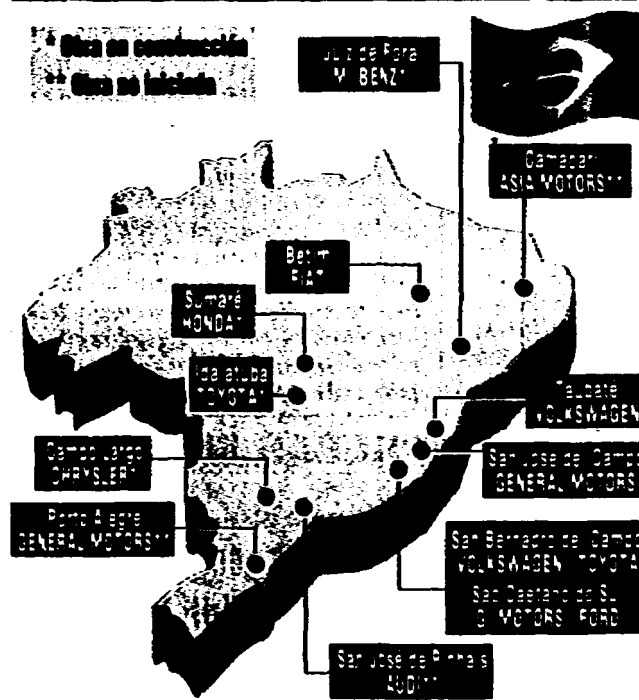 * Obra en construcción
** Obra no iniciada
Juiz de Fora
M. BENZ*
Camaçari
ASIA MOTORS**
Betim
FIAT
Sumaré
HONDA*
Indaiatuba
TOYOTA*
Taubaté
VOLKSWAGEN
Campo Largo
CHRYSLER*
San José del Campo
GENERAL MOTORS
Porto Alegre
GENERAL MOTORS**
San Bernardo del Campo
VOLKSWAGEN TOYOTA
Sao Caetano do Sul
G. MOTORS FORD
San José de Pinhais
AUDI**